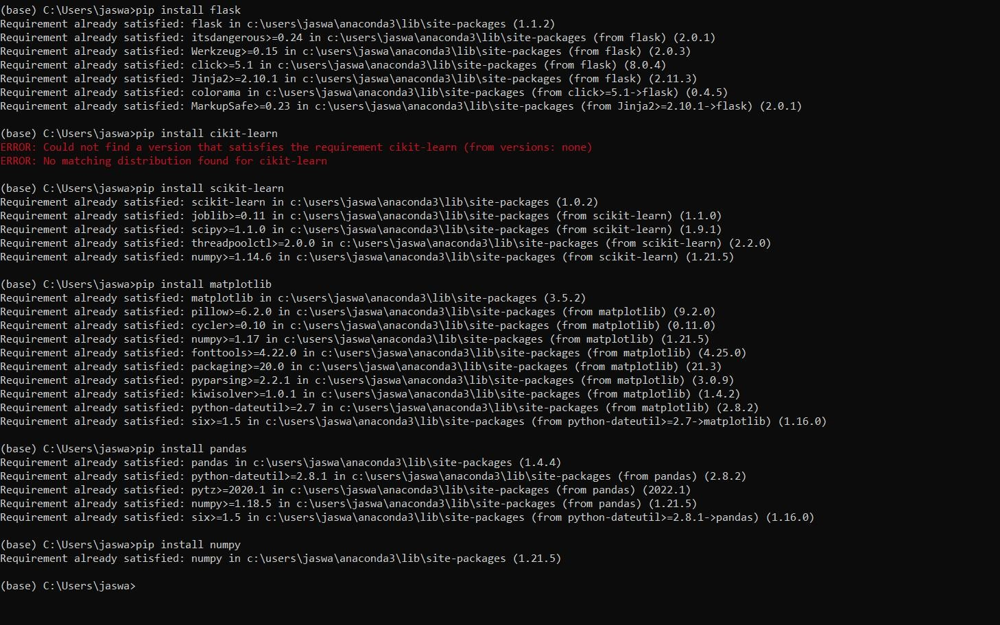 (base) C:\Users\jaswa>pip install flask
Requirement already satisfied: flask in c:\users\jaswa\anaconda3\lib\site-packages (1.1.2)
Requirement already satisfied: itsdangerous>=0.24 in c:\users\jaswa\anaconda3\lib\site-packages (from flask) (2.0.1)
Requirement already satisfied: Werkzeug>=0.15 in c:\users\jaswa\anaconda3\lib\site-packages (from flask) (2.0.3)
Requirement already satisfied: click>=5.1 in c:\users\jaswa\anaconda3\lib\site-packages (from flask) (8.0.4)
Requirement already satisfied: Jinja2>=2.10.1 in c:\users\jaswa\anaconda3\lib\site-packages (from flask) (2.11.3)
Requirement already satisfied: colorama in c:\users\jaswa\anaconda3\lib\site-packages (from click>=5.1->flask) (0.4.5)
Requirement already satisfied: MarkupSafe>=0.23 in c:\users\jaswa\anaconda3\lib\site-packages (from Jinja2>=2.10.1->flask) (2.0.1)
(base) C:\Users\jaswa>pip install cikit-learn
ERROR: Could not find a version that satisfies the requirement cikit-learn (from versions: none)
ERROR: No matching distribution found for cikit-learn
(base) C:\Users\jaswa>pip install scikit-learn
Requirement already satisfied: scikit-learn in c:\users\jaswa\anaconda3\lib\site-packages (1.0.2)
Requirement already satisfied: joblib>=0.11 in c:\users\jaswa\anaconda3\lib\site-packages (from scikit-learn) (1.1.0)
Requirement already satisfied: scipy>=1.1.0 in c:\users\jaswa\anaconda3\lib\site-packages (from scikit-learn) (1.9.1)
Requirement already satisfied: threadpoolctl>=2.0.0 in c:\users\jaswa\anaconda3\lib\site-packages (from scikit-learn) (2.2.0)
Requirement already satisfied: numpy>=1.14.6 in c:\users\jaswa\anaconda3\lib\site-packages (from scikit-learn) (1.21.5)
(base) C:\Users\jaswa>pip install matplotlib
Requirement already satisfied: matplotlib in c:\users\jaswa\anaconda3\lib\site-packages (3.5.2)
Requirement already satisfied: pillow>=6.2.0 in c:\users\jaswa\anaconda3\lib\site-packages (from matplotlib) (9.2.0)
Requirement already satisfied: cycler>=0.10 in c:\users\jaswa\anaconda3\lib\site-packages (from matplotlib) (0.11.0)
Requirement already satisfied: numpy>=1.17 in c:\users\jaswa\anaconda3\lib\site-packages (from matplotlib) (1.21.5)
Requirement already satisfied: fonttools>=4.22.0 in c:\users\jaswa\anaconda3\lib\site-packages (from matplotlib) (4.25.0)
Requirement already satisfied: packaging>=20.0 in c:\users\jaswa\anaconda3\lib\site-packages (from matplotlib) (21.3)
Requirement already satisfied: pyparsing>=2.2.1 in c:\users\jaswa\anaconda3\lib\site-packages (from matplotlib) (3.0.9)
Requirement already satisfied: kiwisolver>=1.0.1 in c:\users\jaswa\anaconda3\lib\site-packages (from matplotlib) (1.4.2)
Requirement already satisfied: python-dateutil>=2.7 in c:\users\jaswa\anaconda3\lib\site-packages (from matplotlib) (2.8.2)
Requirement already satisfied: six>=1.5 in c:\users\jaswa\anaconda3\lib\site-packages (from python-dateutil>=2.7->matplotlib) (1.16.0)
(base) C:\Users\jaswa>pip install pandas
Requirement already satisfied: pandas in c:\users\jaswa\anaconda3\lib\site-packages (1.4.4)
Requirement already satisfied: python-dateutil>=2.8.1 in c:\users\jaswa\anaconda3\lib\site-packages (from pandas) (2.8.2)
Requirement already satisfied: pytz>=2020.1 in c:\users\jaswa\anaconda3\lib\site-packages (from pandas) (2022.1)
Requirement already satisfied: numpy>=1.18.5 in c:\users\jaswa\anaconda3\lib\site-packages (from pandas) (1.21.5)
Requirement already satisfied: six>=1.5 in c:\users\jaswa\anaconda3\lib\site-packages (from python-dateutil>=2.8.1->pandas) (1.16.0)
(base) C:\Users\jaswa>pip install numpy
Requirement already satisfied: numpy in c:\users\jaswa\anaconda3\lib\site-packages (1.21.5)
(base) C:\Users\jaswa>